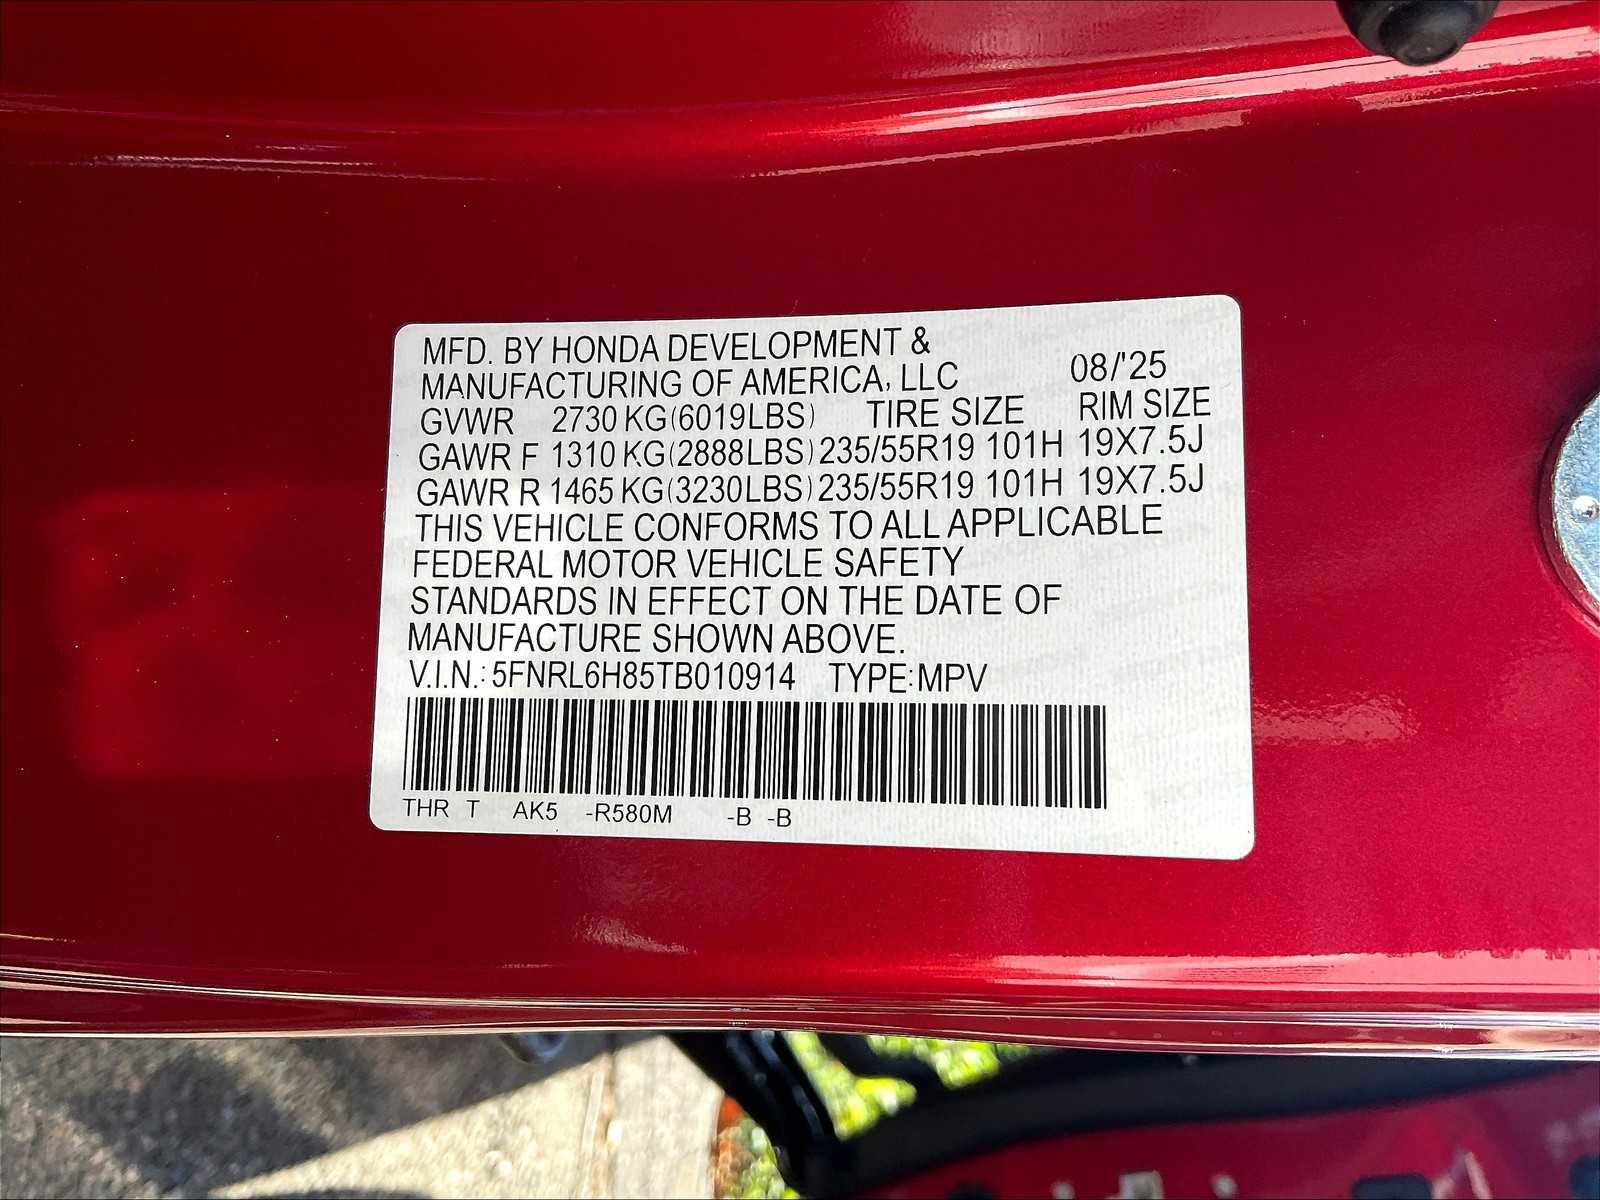 MFD. BY HONDA DEVELOPMENT &
MANUFACTURING OF AMERICA, LLC 08/'25
GVWR 2730 KG(6019LBS) TIRE SIZE RIM SIZE
GAWR F 1310 KG(2888LBS) 235/55R19 101H 19X7.5J
GAWR R 1465 KG(3230LBS) 235/55R19 101H 19X7.5J
THIS VEHICLE CONFORMS TO ALL APPLICABLE
FEDERAL MOTOR VEHICLE SAFETY
STANDARDS IN EFFECT ON THE DATE OF
MANUFACTURE SHOWN ABOVE.
V.I.N.: 5FNRL6H85TB010914 TYPE:MPV
THR T AK5 -R580M -B -B